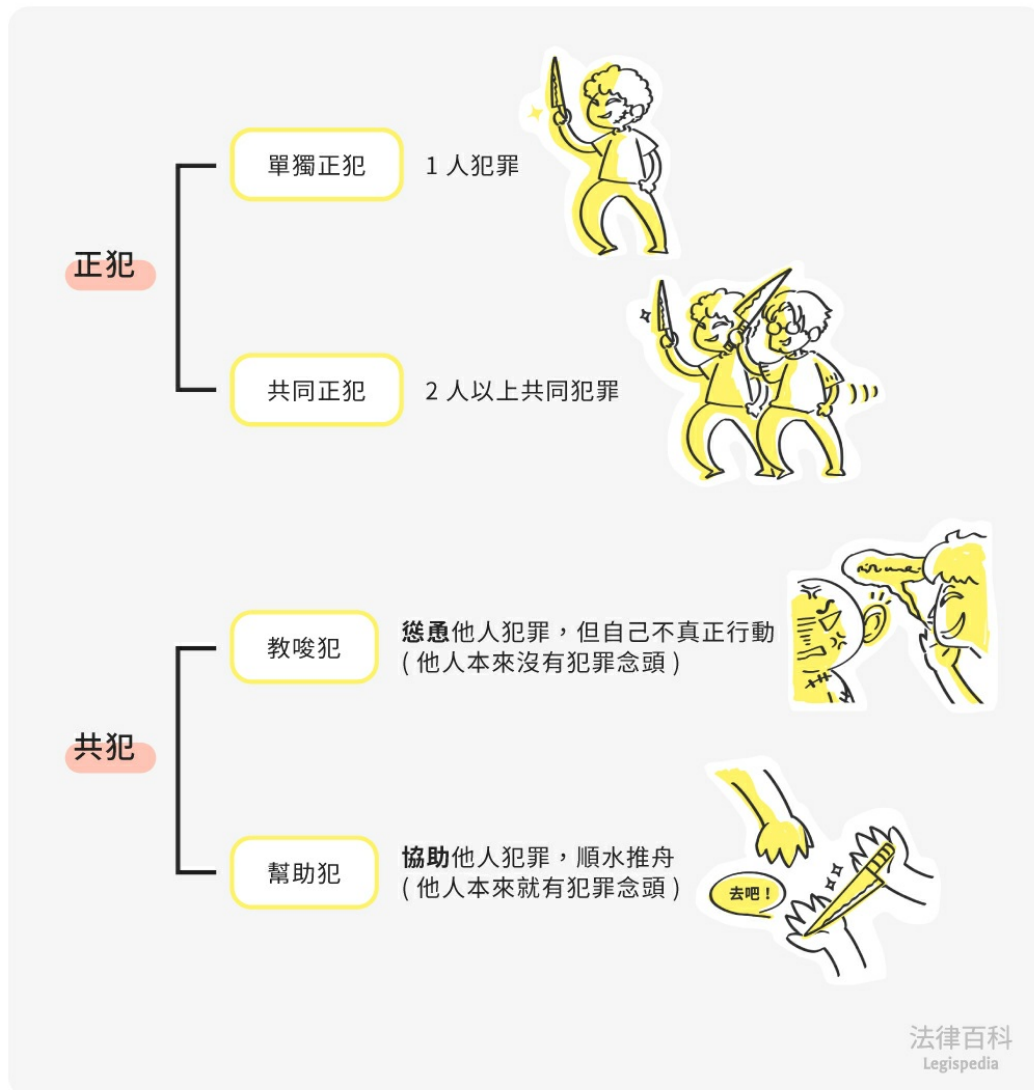 單獨正犯
1 人犯罪
正犯
共同正犯
2 人以上共同犯罪
教唆犯
慫恿他人犯罪，但自己不真正行動
( 他人本來沒有犯罪念頭 )
共犯
幫助犯
協助他人犯罪，順水推舟
( 他人本來就有犯罪念頭 )
去吧！
法律百科
Legispedia